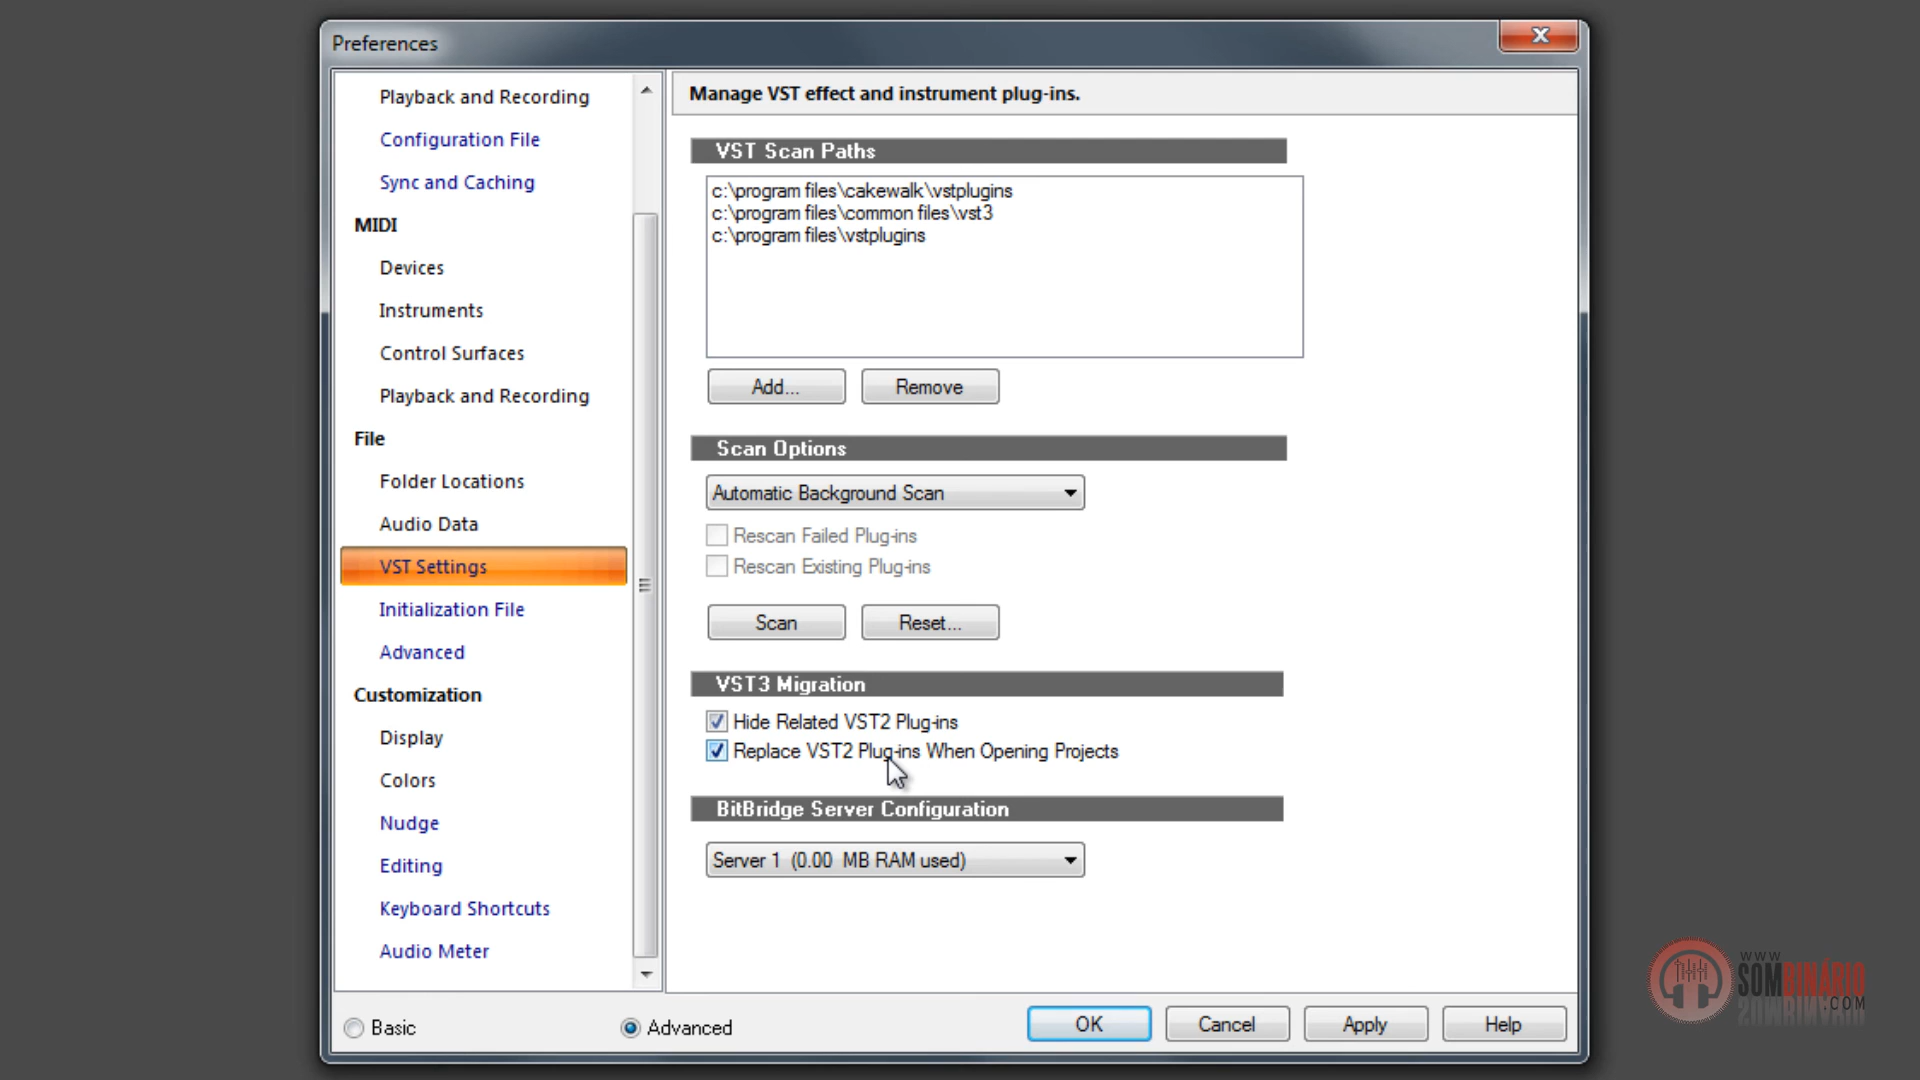 Preferences
Playback and Recording
Configuration File
Sync and Caching
MIDI
Devices
Instruments
Control Surfaces
Playback and Recording
File
Folder Locations
Audio Data
VST Settings
Initialization File
Advanced
Customization
Display
Colors
Nudge
Editing
Keyboard Shortcuts
Audio Meter
Basic
Advanced
Manage VST effect and instrument plug-ins.
VST Scan Paths
c:\program files\cakewalk\vstplugins
c:\program files\common files\vst3
c:\program files\vstplugins
Add...
Remove
Scan Options
Automatic Background Scan
Rescan Failed Plug-ins
Rescan Existing Plug-ins
Scan
Reset...
VST3 Migration
Hide Related VST2 Plug-ins
Replace VST2 Plug-ins When Opening Projects
BitBridge Server Configuration
Server 1 (0.00 MB RAM used)
OK
Cancel
Apply
Help
www
SOMBINÁRIO
.COM